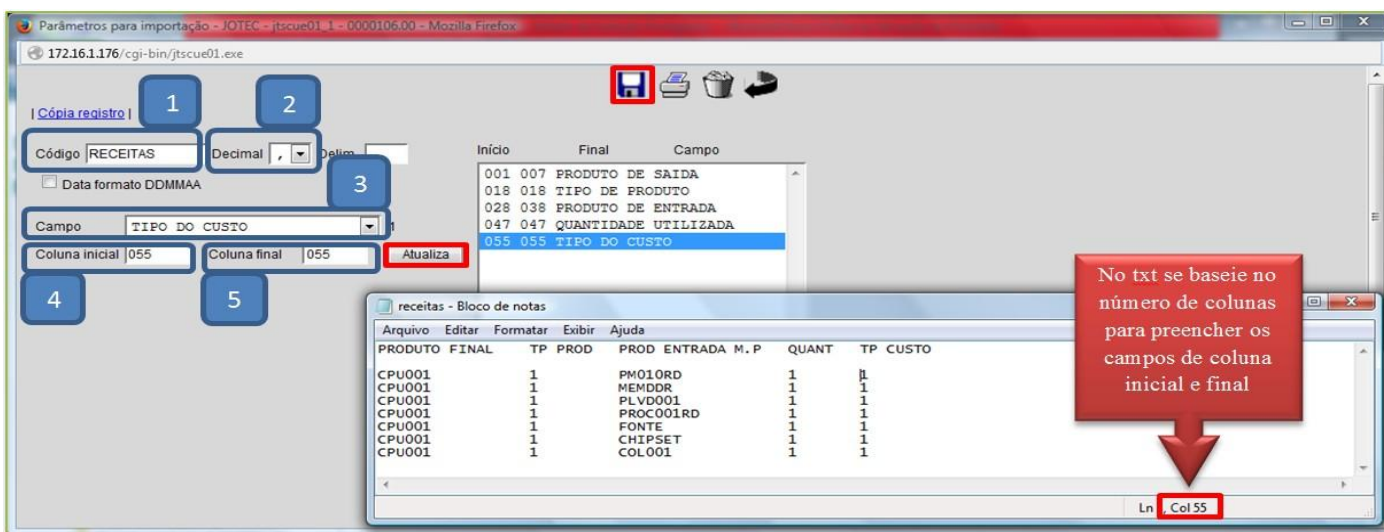 Parâmetros para importação - JOTEC - jtscue01_1 - 0000106.00 - Mozilla Firefox
172.16.1.176/cgi-bin/jtscue01.exe
| Cópia registro |
1
2
Código RECEITAS
Decimal ,
Data formato DDMMAA
3
Campo TIPO DO CUSTO
Coluna inicial 055
Coluna final 055
Atualiza
4
5
Início Final Campo
001 007 PRODUTO DE SAIDA
018 018 TIPO DE PRODUTO
028 038 PRODUTO DE ENTRADA
047 047 QUANTIDADE UTILIZADA
055 055 TIPO DO CUSTO
receitas - Bloco de notas
Arquivo Editar Formatar Exibir Ajuda
PRODUTO FINAL TP PROD PROD ENTRADA M.P QUANT TP CUSTO
CPU001 1 PM010RD 1 1
CPU001 1 MEMDDR 1 1
CPU001 1 PLVD001 1 1
CPU001 1 PROC001RD 1 1
CPU001 1 FONTE 1 1
CPU001 1 CHIPSET 1 1
CPU001 1 COL001 1 1
Ln , Col 55
No txt se baseie no
número de colunas
para preencher os
campos de coluna
inicial e final